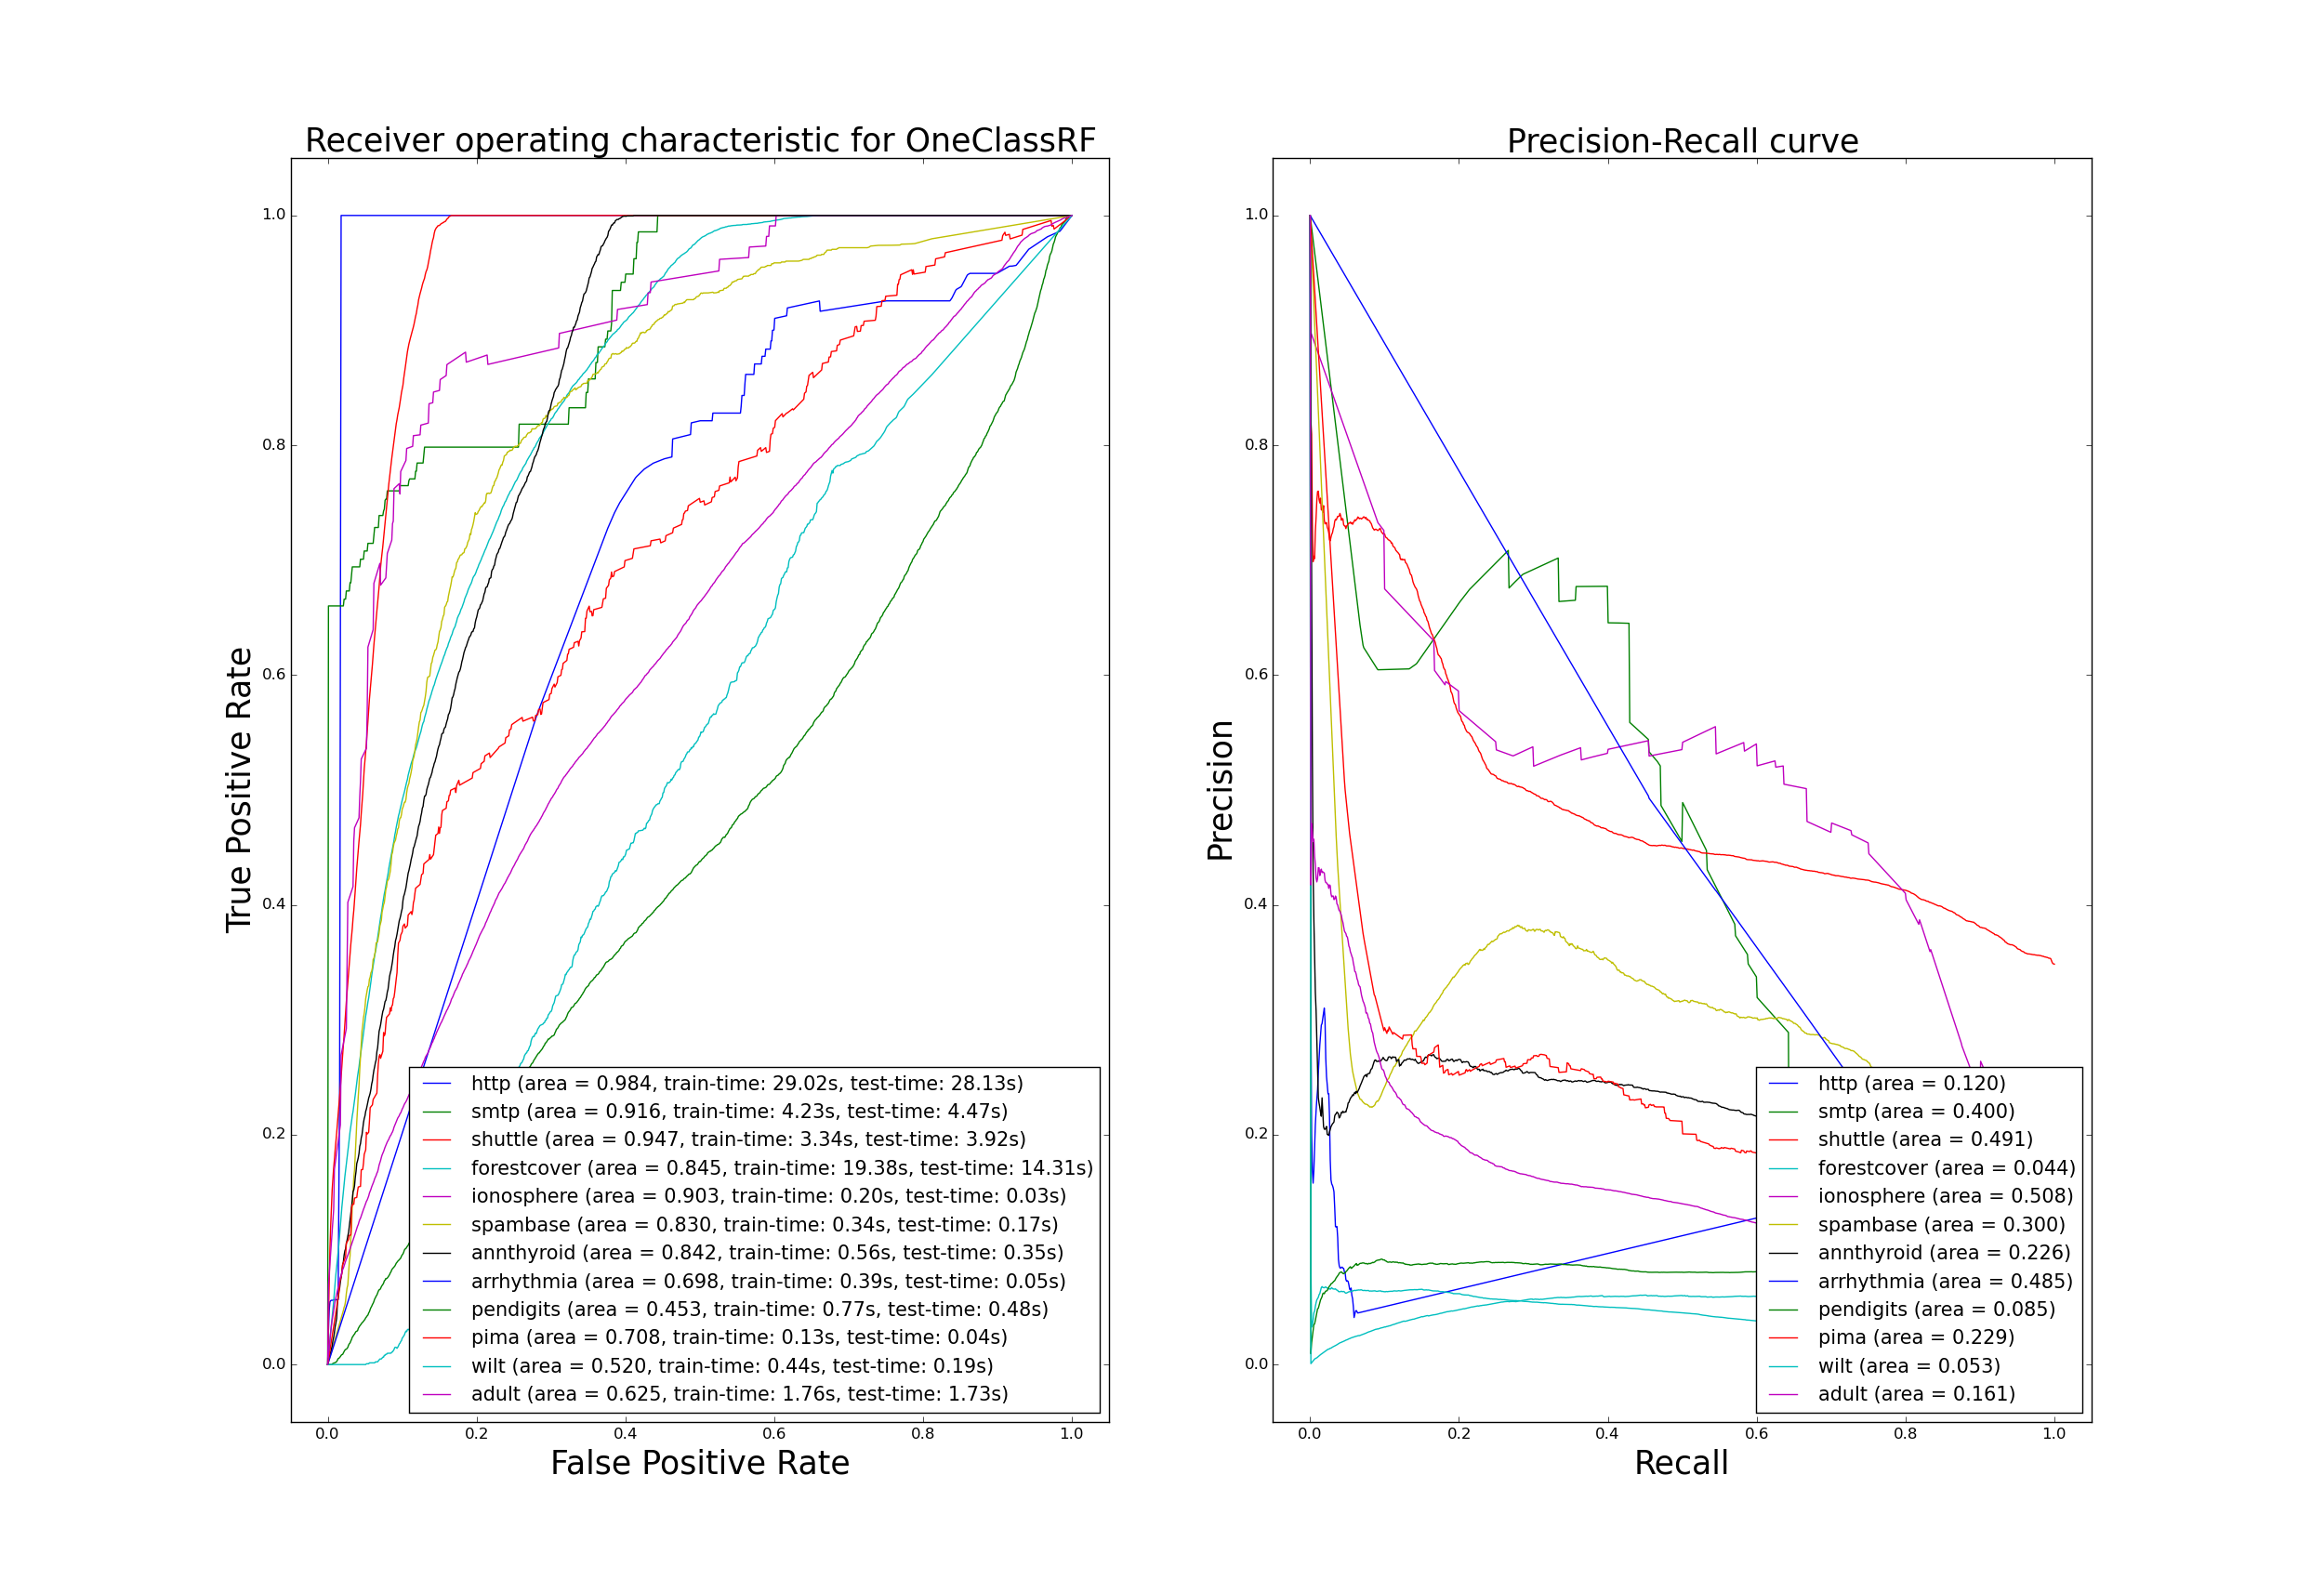 Receiver operating characteristic for OneClassRF
True Positive Rate
1.0
0.8
0.6
0.4
0.2
0.0
http (area = 0.984, train-time: 29.02s, test-time: 28.13s)
smtp (area = 0.916, train-time: 4.23s, test-time: 4.47s)
shuttle (area = 0.947, train-time: 3.34s, test-time: 3.92s)
forestcover (area = 0.845, train-time: 19.38s, test-time: 14.31s)
ionosphere (area = 0.903, train-time: 0.20s, test-time: 0.03s)
spambase (area = 0.830, train-time: 0.34s, test-time: 0.17s)
annthyroid (area = 0.842, train-time: 0.56s, test-time: 0.35s)
arrhythmia (area = 0.698, train-time: 0.39s, test-time: 0.05s)
pendigits (area = 0.453, train-time: 0.77s, test-time: 0.48s)
pima (area = 0.708, train-time: 0.13s, test-time: 0.04s)
wilt (area = 0.520, train-time: 0.44s, test-time: 0.19s)
adult (area = 0.625, train-time: 1.76s, test-time: 1.73s)
0.0 0.2 0.4 0.6 0.8 1.0
False Positive Rate
Precision-Recall curve
Precision
1.0
0.8
0.6
0.4
0.2
0.0
http (area = 0.120)
smtp (area = 0.400)
shuttle (area = 0.491)
forestcover (area = 0.044)
ionosphere (area = 0.508)
spambase (area = 0.300)
annthyroid (area = 0.226)
arrhythmia (area = 0.485)
pendigits (area = 0.085)
pima (area = 0.229)
wilt (area = 0.053)
adult (area = 0.161)
0.0 0.2 0.4 0.6 0.8 1.0
Recall